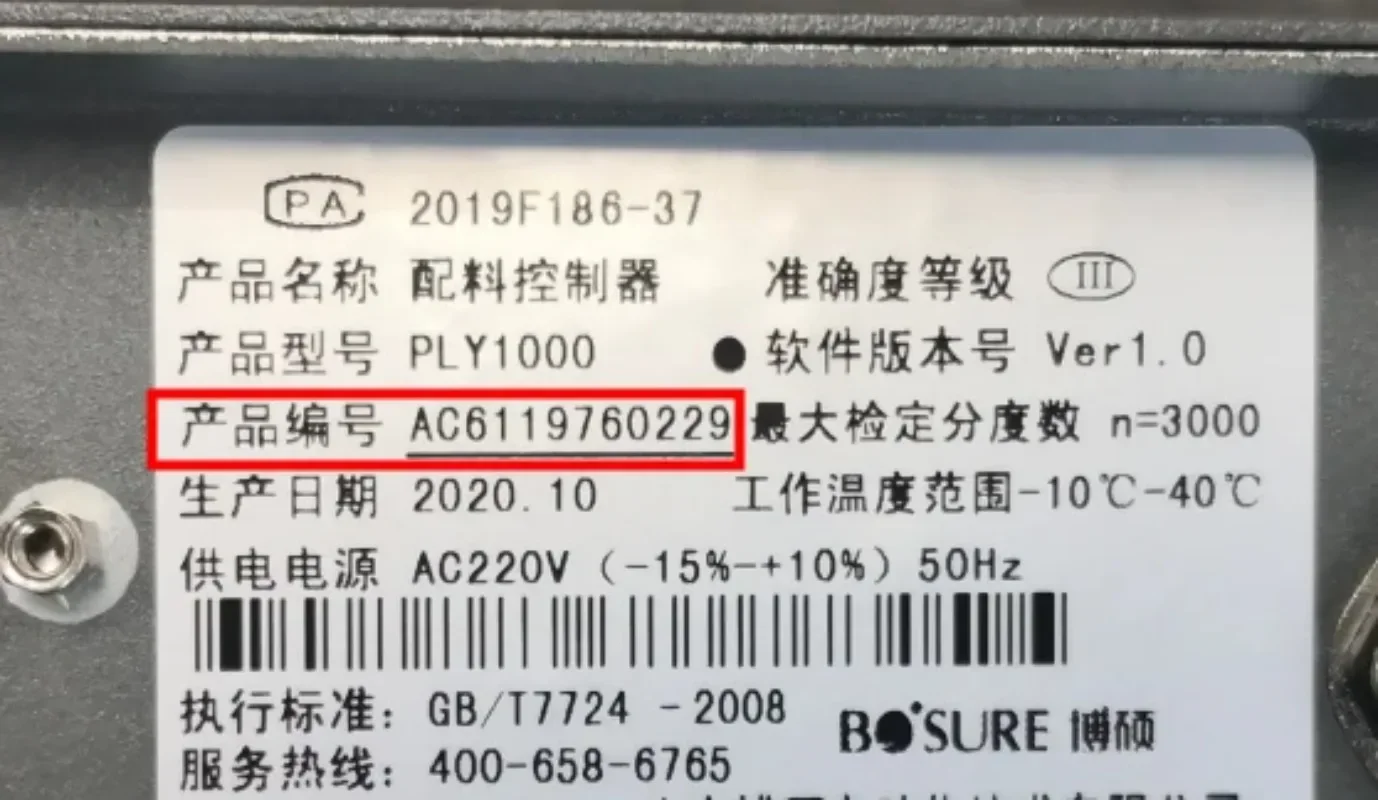 PA 2019F186-37
产品名称 配料控制器 准确度等级 III
产品型号 PLY1000 软件版本号 Ver1.0
产品编号 AC6119760229 最大检定分度数 n=3000
生产日期 2020.10 工作温度范围-10℃-40℃
供电电源 AC220V (-15%-+10%) 50Hz
执行标准: GB/T7724 -2008
BOSURE 博硕
服务热线: 400-658-6765